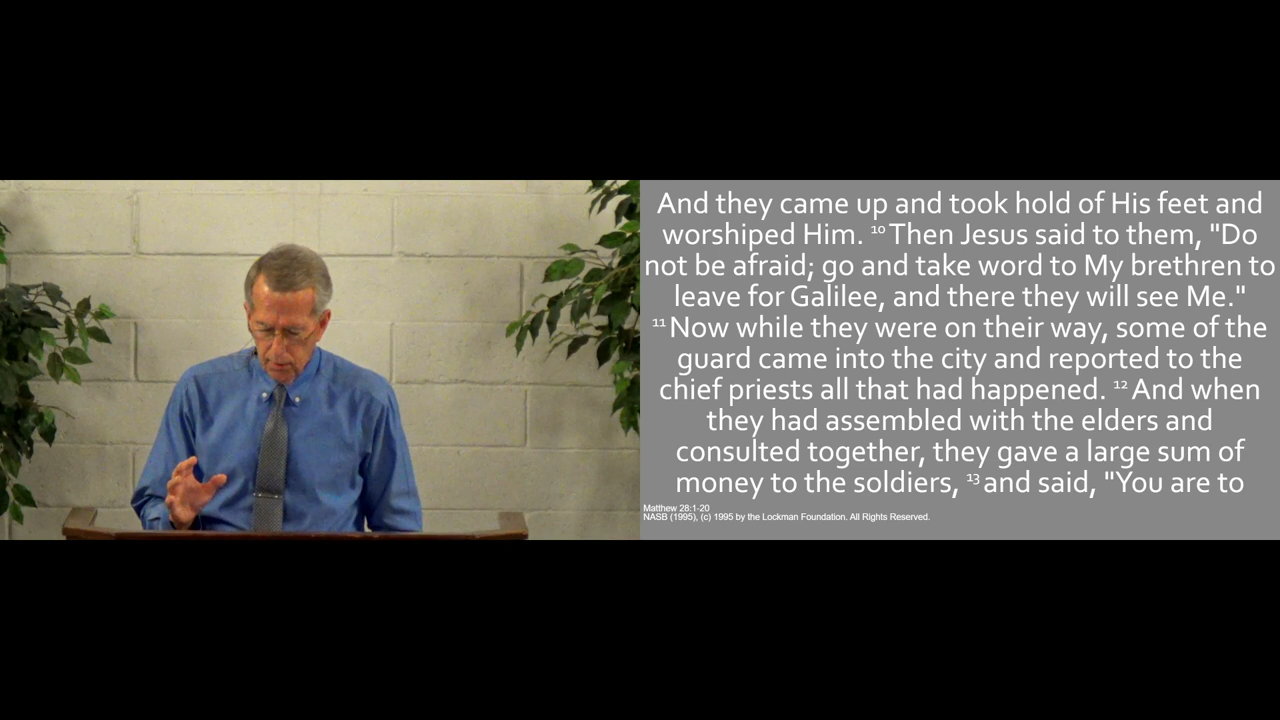 And they came up and took hold of His feet and
worshiped Him. 10 Then Jesus said to them, "Do
not be afraid; go and take word to My brethren to
leave for Galilee, and there they will see Me."
11 Now while they were on their way, some of the
guard came into the city and reported to the
chief priests all that had happened. 12 And when
they had assembled with the elders and
consulted together, they gave a large sum of
money to the soldiers, 13 and said, "You are to
Matthew 28:1-20
NASB (1995), (c) 1995 by the Lockman Foundation. All Rights Reserved.